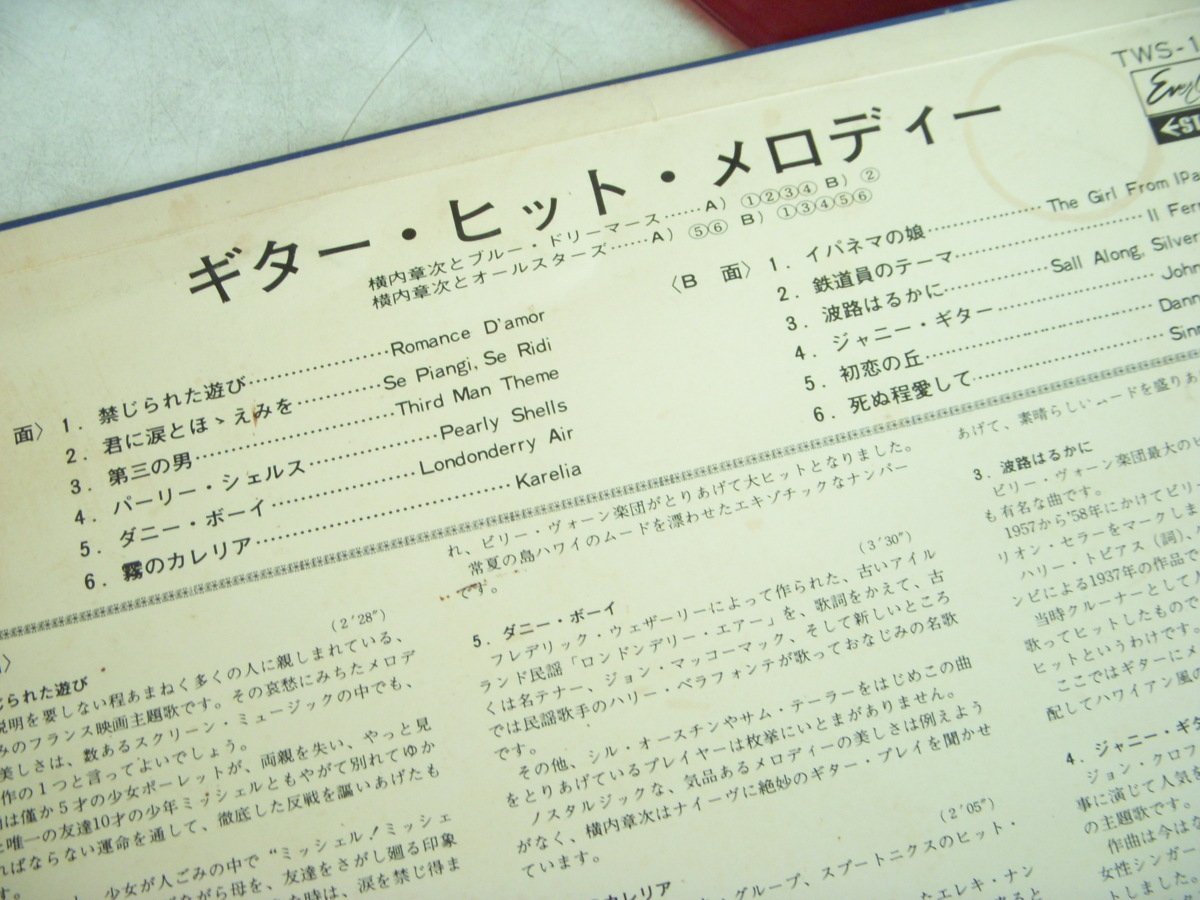 TWS-1
ギター・ヒット・メロディー
横内章次とブルー・ドリーマース……A) ①②③④ B) ②
横内章次とオールスターズ……A) ⑤⑥ B) ①③④⑤⑥
面〉1. 禁じられた遊び………………Romance D'amor
2. 君に涙とほゝえみを…………Se Piangi, Se Ridi
3. 第三の男………………………Third Man Theme
4. パーリー・シェルス……………Pearly Shells
5. ダニー・ボーイ………………Londonderry Air
6. 霧のカレリア……………………………Karelia
〈B 面〉1. イパネマの娘………………The Girl From IPa
2. 鉄道員のテーマ……………………Il Ferr
3. 波路はるかに……………Sall Along, Silver
4. ジャニー・ギター………………John
5. 初恋の丘…………………………Dann
6. 死ぬ程愛して……………………Sinn
(2′28″)
じられた遊び
説明を要しない程あまねく多くの人に親しまれている、
みのフランス映画主題歌です。その哀愁にみちたメロデ
美しさは、数あるスクリーン・ミュージックの中でも、
作の1つと言ってよいでしょう。
は僅か5才の少女ポーレットが、両親を失い、やっと見
た唯一の友達10才の少年ミッシェルともやがて別れてゆか
ればならない運命を通して、徹底した反戦を謳いあげたも
す。
少女が人ごみの中で“ミッシェル！ミッシェ
がら母を、友達をさがし廻る印象
た時は、涙を禁じ得ま
れ、ビリー・ヴォーン楽団がとりあげて大ヒットとなりました。
常夏の島ハワイのムードを漂わせたエキゾチックなナンバー
です。
(3′30″)
5. ダニー・ボーイ
フレデリック・ウェザーリーによって作られた、古いアイル
ランド民謡「ロンドンデリー・エアー」を、歌詞をかえて、古
くは名テナー、ジョン・マッコーマック、そして新しいところ
では民謡歌手のハリー・ベラフォンテが歌っておなじみの名歌
です。
その他、シル・オースチンやサム・テーラーをはじめこの曲
をとりあげているプレイヤーは枚挙にいとまがありません。
ノスタルジックな、気品あるメロディーの美しさは例えよう
がなく、横内章次はナイーヴに絶妙のギター・プレイを聞かせ
ています。
(2′05″)
のカレリア
・グループ、スプートニクスのヒット・
たエレキ・ナン
あげて、素晴らしいムードを盛りあ
3. 波路はるかに
ビリー・ヴォーン楽団最大のヒ
も有名な曲です。
1957から'58年にかけてビリー
リオン・セラーをマークしま
ハリー・トビアス（詞）、
ンビによる1937年の作品で
当時クルーナーとして人
歌ってヒットしたもので
ヒットというわけです。
ここではギターにメ
配してハワイアン風の
4. ジャニー・ギタ
ジョン・クロフ
事に演じて人気を
の主題歌です。
作曲は今はな
女性シンガー
トしました。